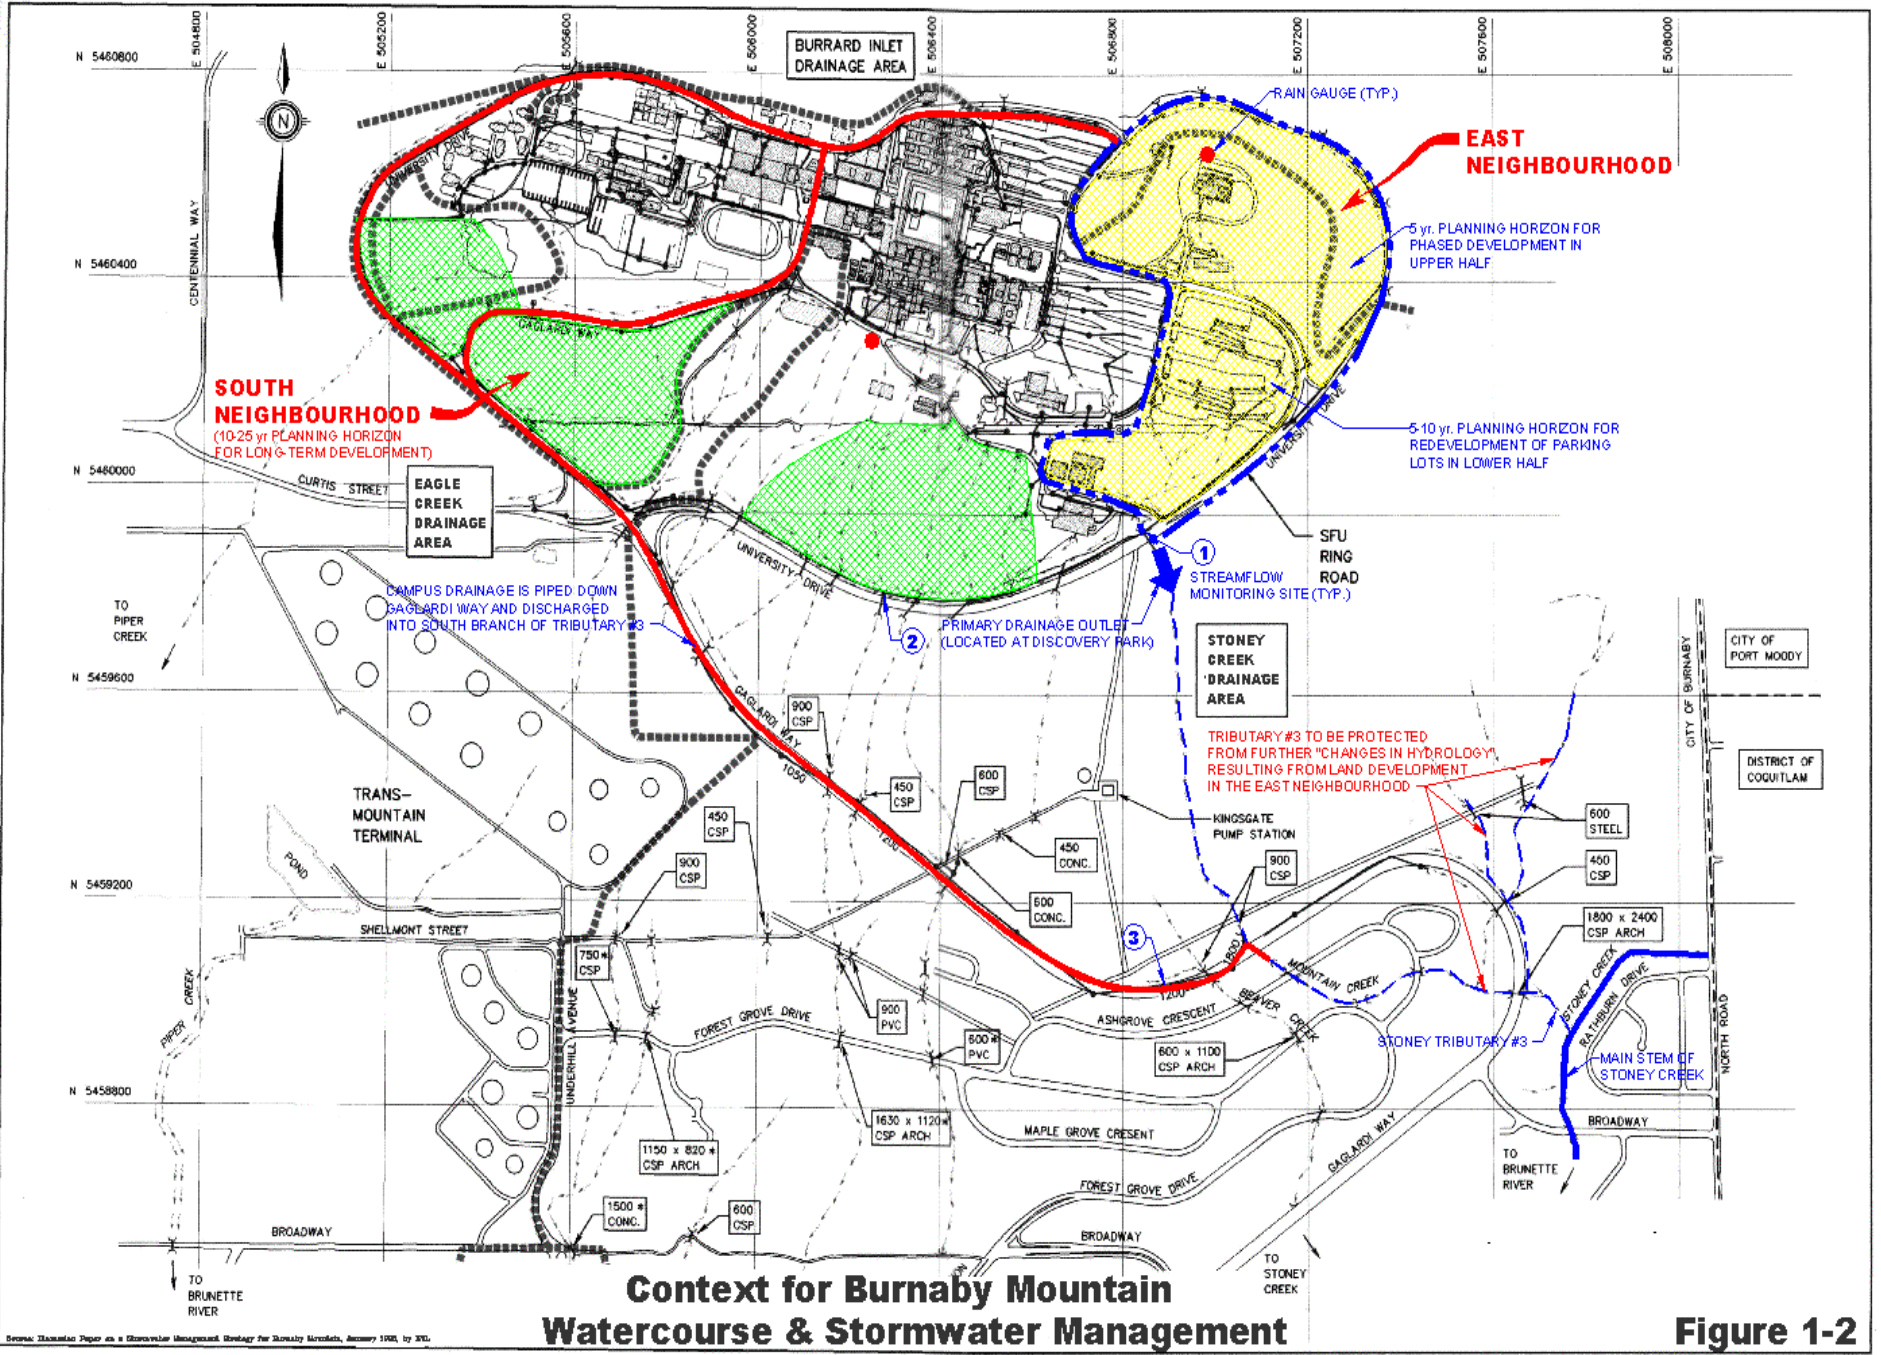 E 504800
E 505200
E 505600
E 506000
E 506400
E 506800
E 507200
E 507600
E 508000
N 5460800
N 5460400
N 5460000
N 5459600
N 5459200
N 5458800
BURRARD INLET
DRAINAGE AREA
RAIN GAUGE (TYP.)
EAST
NEIGHBOURHOOD
5 yr. PLANNING HORIZON FOR
PHASED DEVELOPMENT IN
UPPER HALF
5-10 yr. PLANNING HORIZON FOR
REDEVELOPMENT OF PARKING
LOTS IN LOWER HALF
N
CENTENNIAL WAY
UNIVERSITY DRIVE
GAGLARDI WAY
SOUTH
NEIGHBOURHOOD
(10-25 yr PLANNING HORIZON
FOR LONG-TERM DEVELOPMENT)
CURTIS STREET
EAGLE
CREEK
DRAINAGE
AREA
UNIVERSITY DRIVE
UNIVERSITY DRIVE
SFU
RING
ROAD
1
STREAMFLOW
MONITORING SITE (TYP.)
2
PRIMARY DRAINAGE OUTLET
(LOCATED AT DISCOVERY PARK)
CAMPUS DRAINAGE IS PIPED DOWN
GAGLARDI WAY AND DISCHARGED
INTO SOUTH BRANCH OF TRIBUTARY #3
TO
PIPER
CREEK
STONEY
CREEK
DRAINAGE
AREA
CITY OF
PORT MOODY
CITY OF BURNABY
DISTRICT OF
COQUITLAM
TRIBUTARY #3 TO BE PROTECTED
FROM FURTHER "CHANGES IN HYDROLOGY"
RESULTING FROM LAND DEVELOPMENT
IN THE EAST NEIGHBOURHOOD
GAGLARDI WAY
900
CSP
1050
450
CSP
600
CSP
1200
KINGSGATE
PUMP STATION
600
STEEL
TRANS-
MOUNTAIN
TERMINAL
450
CSP
900
CSP
450
CONC.
900
CSP
450
CSP
POND
600
CONC.
1800 x 2400
CSP ARCH
SHELLMONT STREET
3
1800
1200
750*
CSP
PIPER
CREEK
UNDERHILL AVENUE
FOREST GROVE DRIVE
900
PVC
600*
PVC
ASHGROVE CRESCENT
BEAVER
CREEK
MOUNTAIN CREEK
STONEY CREEK
RATHBURN DRIVE
NORTH ROAD
600 x 1100
CSP ARCH
STONEY TRIBUTARY #3
MAIN STEM OF
STONEY CREEK
1150 x 820*
CSP ARCH
1630 x 1120*
CSP ARCH
MAPLE GROVE CRESENT
GAGLARDI WAY
BROADWAY
FOREST GROVE DRIVE
TO
BRUNETTE
RIVER
1500*
CONC.
600
CSP
BROADWAY
BROADWAY
TO
BRUNETTE
RIVER
TO
STONEY
CREEK
Context for Burnaby Mountain
Watercourse & Stormwater Management
Figure 1-2